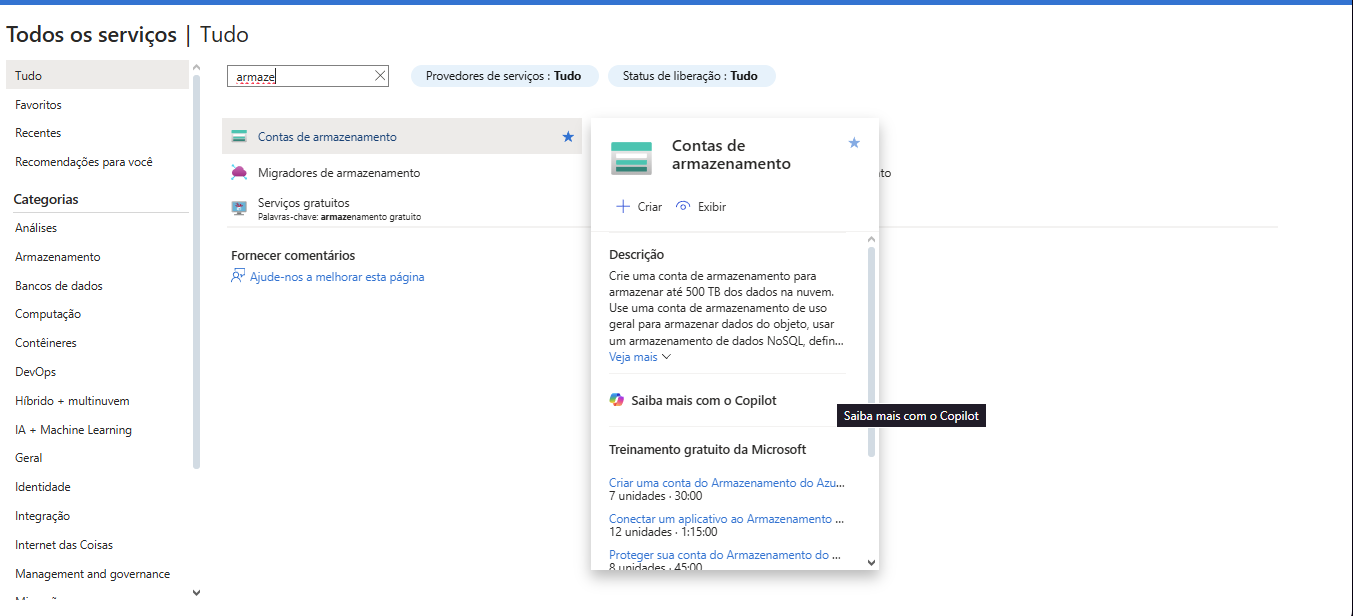 Todos os serviços | Tudo
Tudo
Favoritos
Recentes
Recomendações para você
Categorias
Análises
Armazenamento
Bancos de dados
Computação
Contêineres
DevOps
Híbrido + multinuvem
IA + Machine Learning
Geral
Identidade
Integração
Internet das Coisas
Management and governance
armaze
Provedores de serviços : Tudo
Status de liberação : Tudo
Contas de armazenamento
Migradores de armazenamento
Serviços gratuitos
Palavras-chave: armazenamento gratuito
Fornecer comentários
Ajude-nos a melhorar esta página
Contas de
armazenamento
Criar
Exibir
Descrição
Crie uma conta de armazenamento para
armazenar até 500 TB dos dados na nuvem.
Use uma conta de armazenamento de uso
geral para armazenar dados do objeto, usar
um armazenamento de dados NoSQL, defin...
Veja mais
Saiba mais com o Copilot
Saiba mais com o Copilot
Treinamento gratuito da Microsoft
Criar uma conta do Armazenamento do Azu...
7 unidades · 30:00
Conectar um aplicativo ao Armazenamento ...
12 unidades · 1:15:00
Proteger sua conta do Armazenamento do ...
8 unidades · 45:00